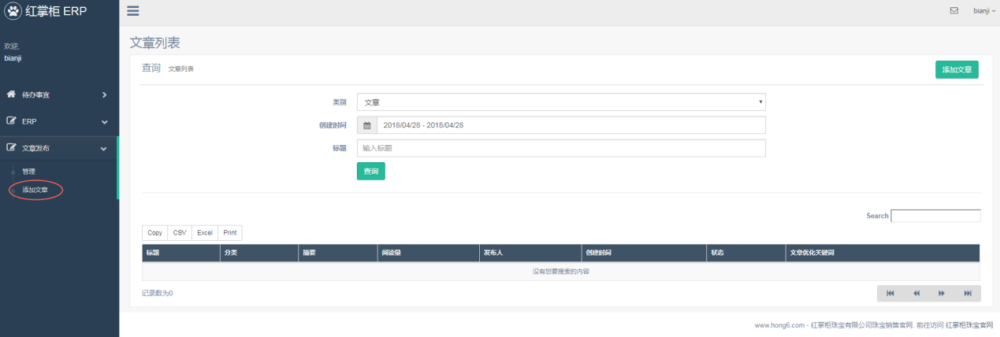 红掌柜 ERP
bianji
欢迎,
bianji
待办事宜
ERP
文章发布
管理
添加文章
文章列表
查询 文章列表
添加文章
类别 文章
创建时间 2018/04/28 - 2018/04/28
标题 输入标题
查询
Search
Copy CSV Excel Print
标题 分类 摘要 阅读量 发布人 创建时间 状态 文章优化关键词
没有您要搜索的内容
记录数为0
www.hong6.com - 红掌柜珠宝有限公司珠宝销售官网. 前往访问 红掌柜珠宝官网